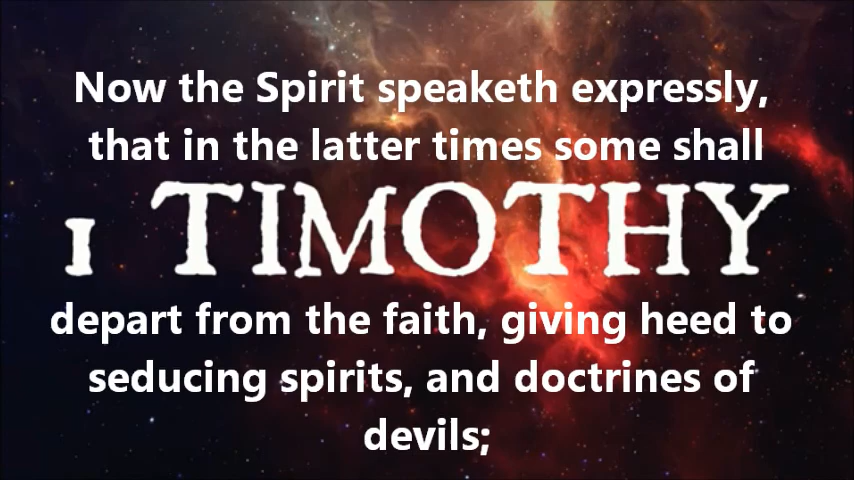 Now the Spirit speaketh expressly,
that in the latter times some shall
1 TIMOTHY
depart from the faith, giving heed to
seducing spirits, and doctrines of
devils;